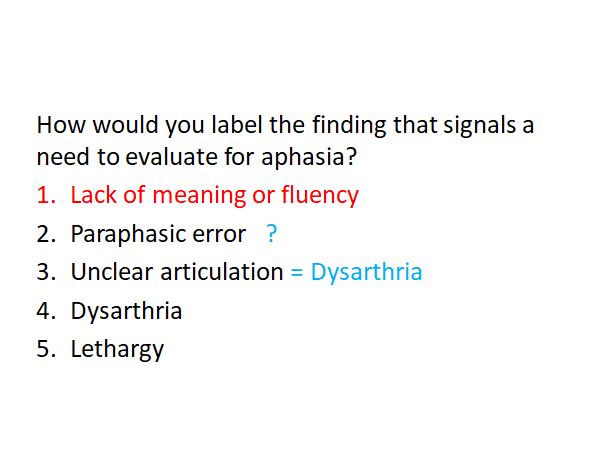 How would you label the finding that signals a
need to evaluate for aphasia?
1. Lack of meaning or fluency
2. Paraphasic error ?
3. Unclear articulation = Dysarthria
4. Dysarthria
5. Lethargy